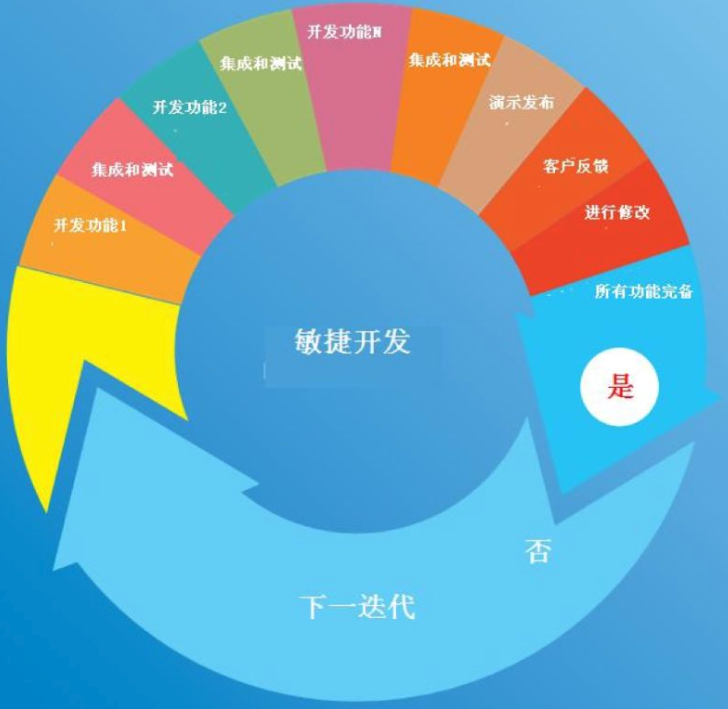 开发功能1
集成和测试
开发功能2
集成和测试
开发功能N
集成和测试
演示发布
客户反馈
进行修改
所有功能完备
是
否
下一迭代
敏捷开发